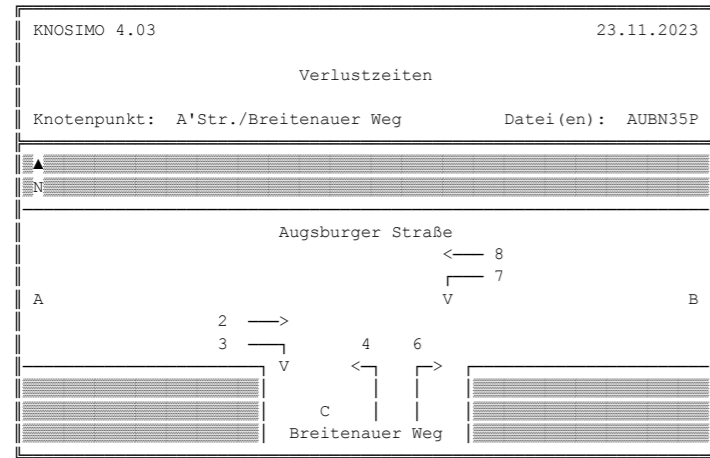 KNOSIMO 4.03 23.11.2023
Verlustzeiten
Knotenpunkt: A'Str./Breitenauer Weg Datei(en): AUBN35P
N
Augsburger Straße
8
7
A V B
2
3 4 6
V
C
Breitenauer Weg